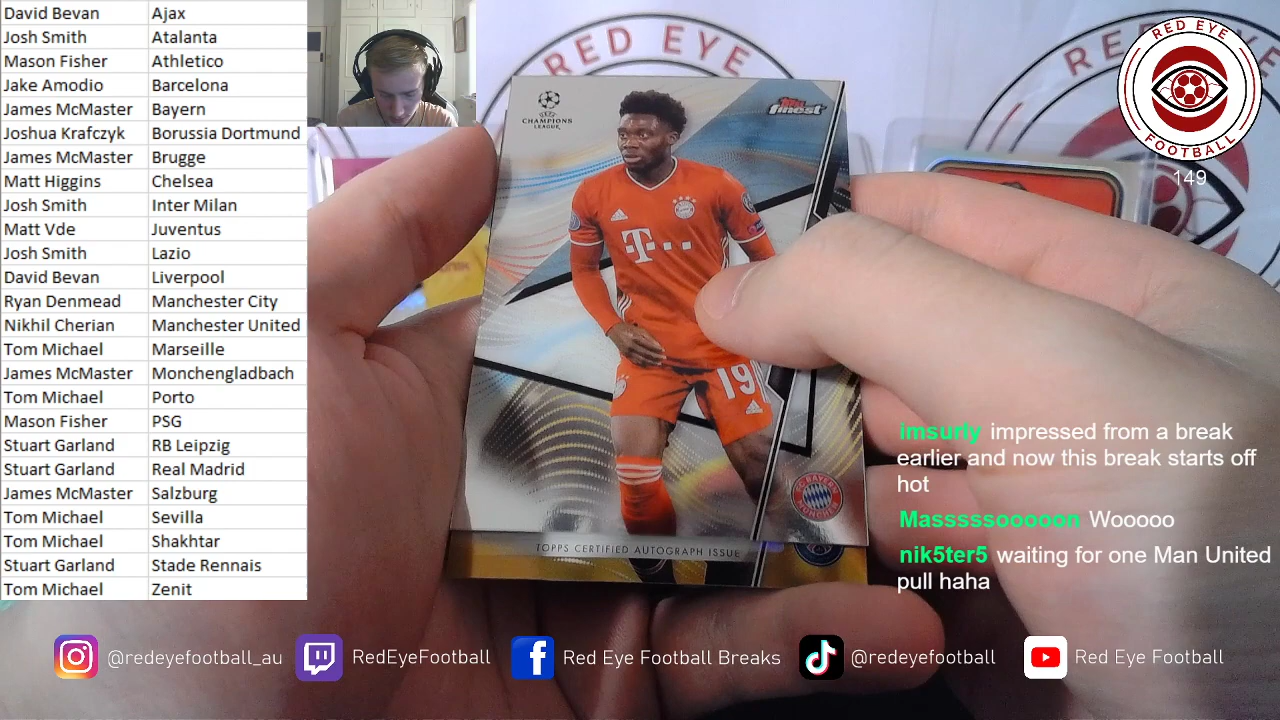 David Bevan Ajax
Josh Smith Atalanta
Mason Fisher Athletico
Jake Amodio Barcelona
James McMaster Bayern
Joshua Krafczyk Borussia Dortmund
James McMaster Brugge
Matt Higgins Chelsea
Josh Smith Inter Milan
Matt Vde Juventus
Josh Smith Lazio
David Bevan Liverpool
Ryan Denmead Manchester City
Nikhil Cherian Manchester United
Tom Michael Marseille
James McMaster Monchengladbach
Tom Michael Porto
Mason Fisher PSG
Stuart Garland RB Leipzig
Stuart Garland Real Madrid
James McMaster Salzburg
Tom Michael Sevilla
Tom Michael Shakhtar
Stuart Garland Stade Rennais
Tom Michael Zenit
RED EYE
RED EYE
RED EYE
FOOTBALL
149
CHAMPIONS
LEAGUE
Topps
finest
T
19
FC BAYERN
MÜNCHEN
TOPPS CERTIFIED AUTOGRAPH ISSUE
imsurly impressed from a break
earlier and now this break starts off
hot
Masssssooooon Wooooo
nik5ter5 waiting for one Man United
pull haha
@redeyefootball_au
RedEyeFootball
Red Eye Football Breaks
@redeyefootball
Red Eye Football